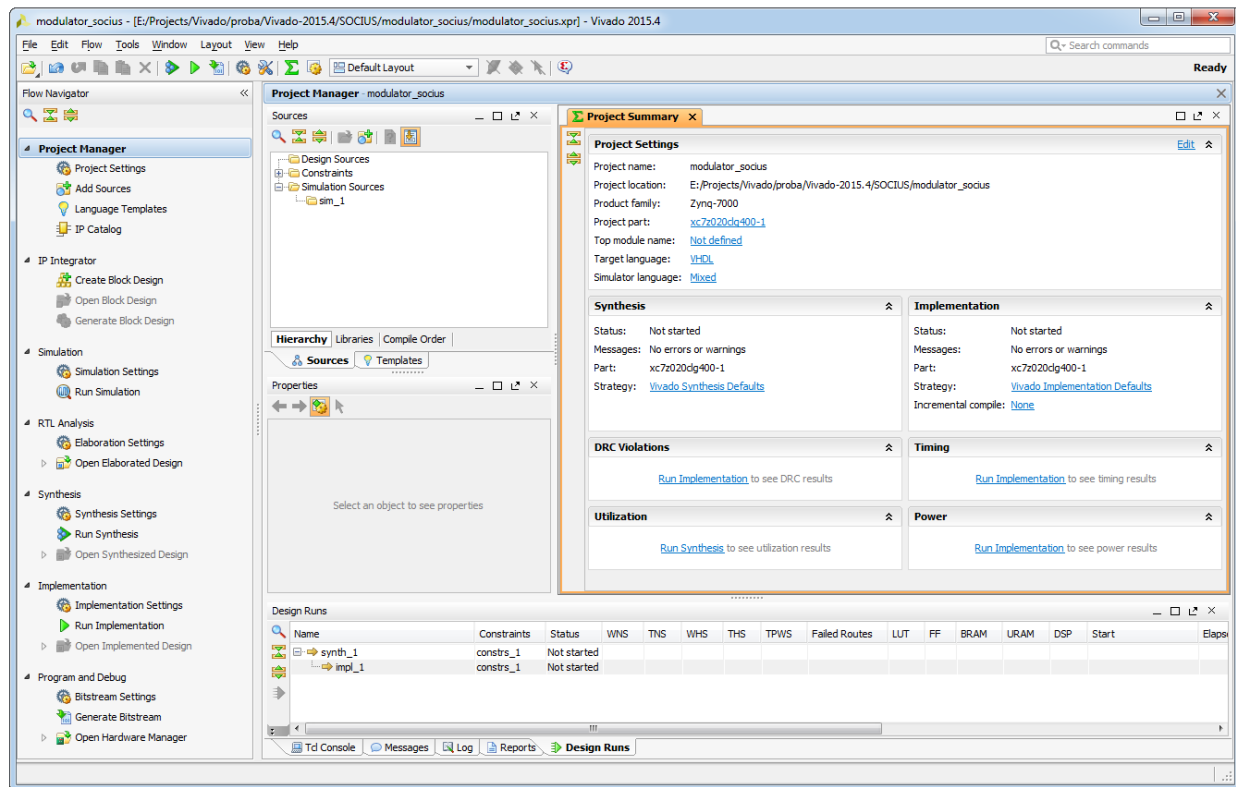 modulator_socius - [E:/Projects/Vivado/proba/Vivado-2015.4/SOCIUS/modulator_socius/modulator_socius.xpr] - Vivado 2015.4
File Edit Flow Tools Window Layout View Help
Search commands
Default Layout
Ready
Flow Navigator
Project Manager
Project Settings
Add Sources
Language Templates
IP Catalog
IP Integrator
Create Block Design
Open Block Design
Generate Block Design
Simulation
Simulation Settings
Run Simulation
RTL Analysis
Elaboration Settings
Open Elaborated Design
Synthesis
Synthesis Settings
Run Synthesis
Open Synthesized Design
Implementation
Implementation Settings
Run Implementation
Open Implemented Design
Program and Debug
Bitstream Settings
Generate Bitstream
Open Hardware Manager
Project Manager - modulator_socius
Sources
Design Sources
Constraints
Simulation Sources
sim_1
Hierarchy Libraries Compile Order
Sources Templates
Properties
Select an object to see properties
Project Summary
Project Settings Edit
Project name: modulator_socius
Project location: E:/Projects/Vivado/proba/Vivado-2015.4/SOCIUS/modulator_socius
Product family: Zynq-7000
Project part: xc7z020clg400-1
Top module name: Not defined
Target language: VHDL
Simulator language: Mixed
Synthesis
Status: Not started
Messages: No errors or warnings
Part: xc7z020clg400-1
Strategy: Vivado Synthesis Defaults
Implementation
Status: Not started
Messages: No errors or warnings
Part: xc7z020clg400-1
Strategy: Vivado Implementation Defaults
Incremental compile: None
DRC Violations
Run Implementation to see DRC results
Timing
Run Implementation to see timing results
Utilization
Run Synthesis to see utilization results
Power
Run Implementation to see power results
Design Runs
Name Constraints Status WNS TNS WHS THS TPWS Failed Routes LUT FF BRAM URAM DSP Start Elapse
synth_1 constrs_1 Not started
impl_1 constrs_1 Not started
Tcl Console Messages Log Reports Design Runs